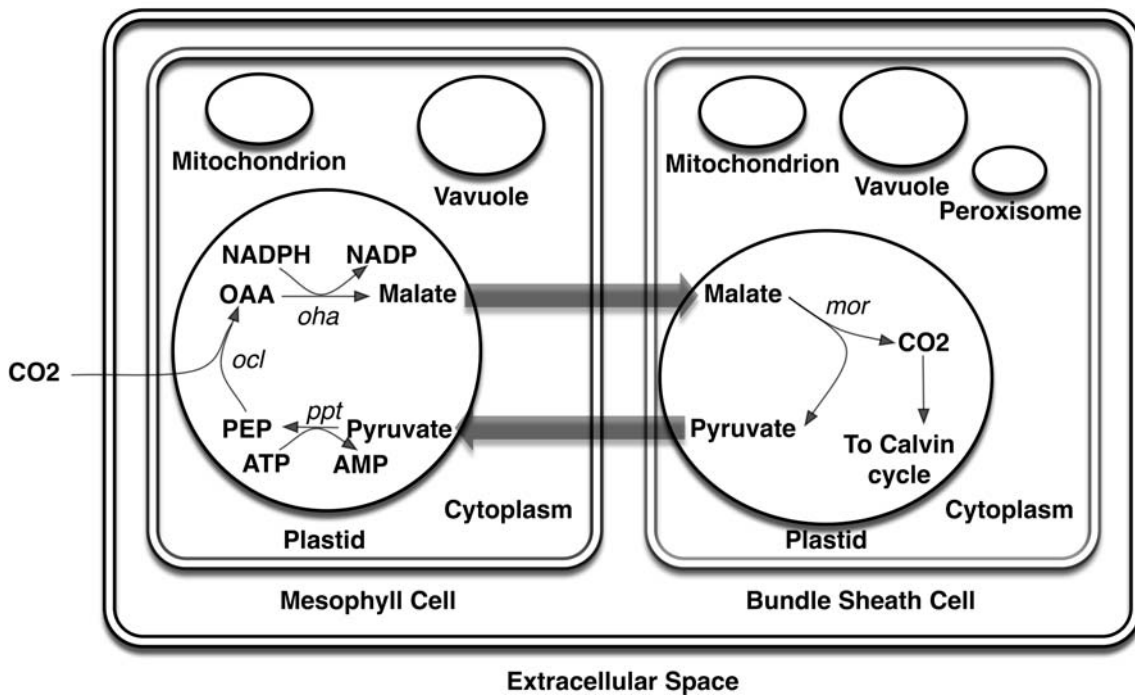 Mitochondrion
Vavuole
NADPH
NADP
OAA
oha
Malate
CO2
ocl
PEP
ppt
Pyruvate
ATP
AMP
Cytoplasm
Plastid
Mesophyll Cell
Mitochondrion
Vavuole
Peroxisome
Malate
mor
CO2
Pyruvate
To Calvin
cycle
Cytoplasm
Plastid
Bundle Sheath Cell
Extracellular Space